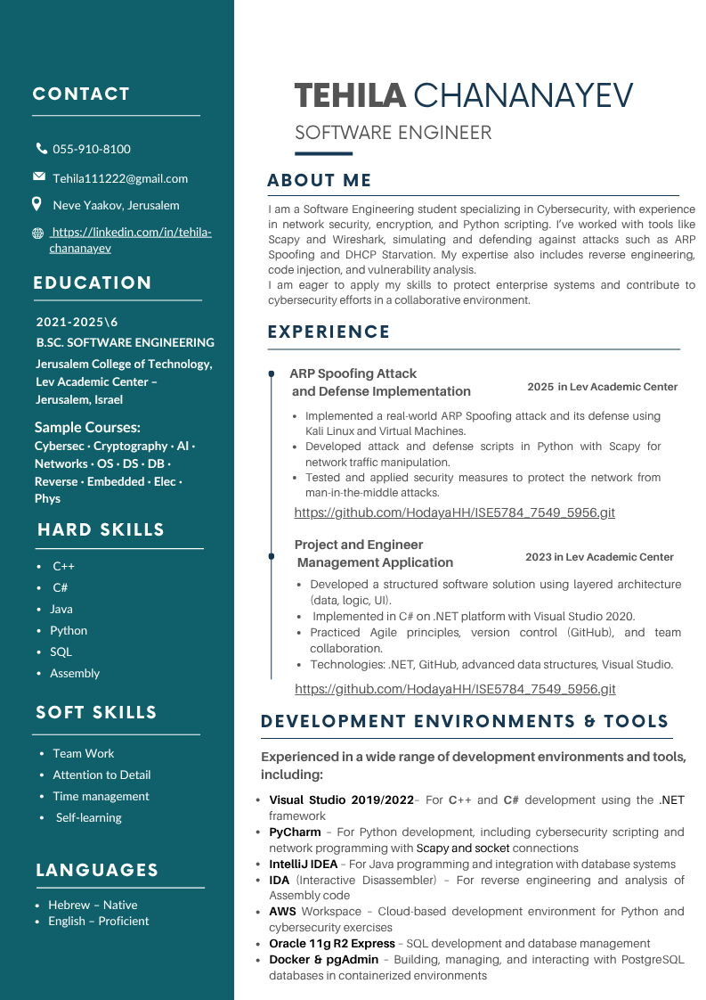 CONTACT
055-910-8100
Tehila111222@gmail.com
Neve Yaakov, Jerusalem
https://linkedin.com/in/tehila-
chananayev
EDUCATION
2021-2025\6
B.SC. SOFTWARE ENGINEERING
Jerusalem College of Technology,
Lev Academic Center –
Jerusalem, Israel
Sample Courses:
Cybersec · Cryptography · AI ·
Networks · OS · DS · DB ·
Reverse · Embedded · Elec ·
Phys
HARD SKILLS
• C++
• C#
• Java
• Python
• SQL
• Assembly
SOFT SKILLS
• Team Work
• Attention to Detail
• Time management
• Self-learning
LANGUAGES
• Hebrew – Native
• English – Proficient
TEHILA CHANANAYEV
SOFTWARE ENGINEER
ABOUT ME
I am a Software Engineering student specializing in Cybersecurity, with experience
in network security, encryption, and Python scripting. I've worked with tools like
Scapy and Wireshark, simulating and defending against attacks such as ARP
Spoofing and DHCP Starvation. My expertise also includes reverse engineering,
code injection, and vulnerability analysis.
I am eager to apply my skills to protect enterprise systems and contribute to
cybersecurity efforts in a collaborative environment.
EXPERIENCE
ARP Spoofing Attack
and Defense Implementation
2025 in Lev Academic Center
• Implemented a real-world ARP Spoofing attack and its defense using
Kali Linux and Virtual Machines.
• Developed attack and defense scripts in Python with Scapy for
network traffic manipulation.
• Tested and applied security measures to protect the network from
man-in-the-middle attacks.
https://github.com/HodayaHH/ISE5784_7549_5956.git
Project and Engineer
Management Application
2023 in Lev Academic Center
• Developed a structured software solution using layered architecture
(data, logic, UI).
• Implemented in C# on .NET platform with Visual Studio 2020.
• Practiced Agile principles, version control (GitHub), and team
collaboration.
• Technologies: .NET, GitHub, advanced data structures, Visual Studio.
https://github.com/HodayaHH/ISE5784_7549_5956.git
DEVELOPMENT ENVIRONMENTS & TOOLS
Experienced in a wide range of development environments and tools,
including:
• Visual Studio 2019/2022– For C++ and C# development using the .NET
framework
• PyCharm – For Python development, including cybersecurity scripting and
network programming with Scapy and socket connections
• IntelliJ IDEA – For Java programming and integration with database systems
• IDA (Interactive Disassembler) – For reverse engineering and analysis of
Assembly code
• AWS Workspace – Cloud-based development environment for Python and
cybersecurity exercises
• Oracle 11g R2 Express – SQL development and database management
• Docker & pgAdmin – Building, managing, and interacting with PostgreSQL
databases in containerized environments